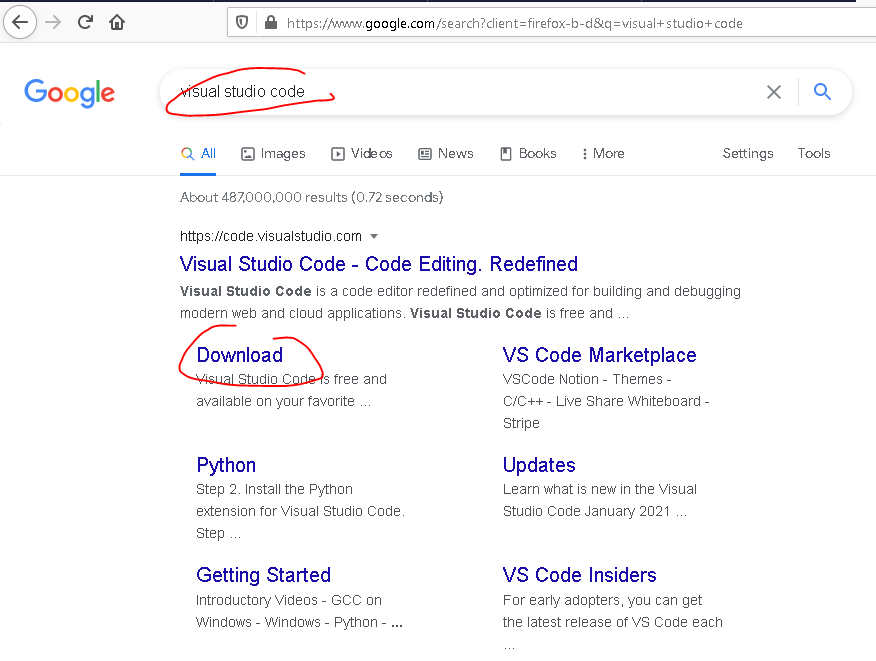 https://www.google.com/search?client=firefox-b-d&q=visual+studio+code
Google
visual studio code
All Images Videos News Books More Settings Tools
About 487,000,000 results (0.72 seconds)
https://code.visualstudio.com
Visual Studio Code - Code Editing. Redefined
Visual Studio Code is a code editor redefined and optimized for building and debugging
modern web and cloud applications. Visual Studio Code is free and ...
Download
Visual Studio Code is free and
available on your favorite ...
VS Code Marketplace
VSCode Notion - Themes -
C/C++ - Live Share Whiteboard -
Stripe
Python
Step 2. Install the Python
extension for Visual Studio Code.
Step ...
Updates
Learn what is new in the Visual
Studio Code January 2021 ...
Getting Started
Introductory Videos - GCC on
Windows - Windows - Python - ...
VS Code Insiders
For early adopters, you can get
the latest release of VS Code each
...